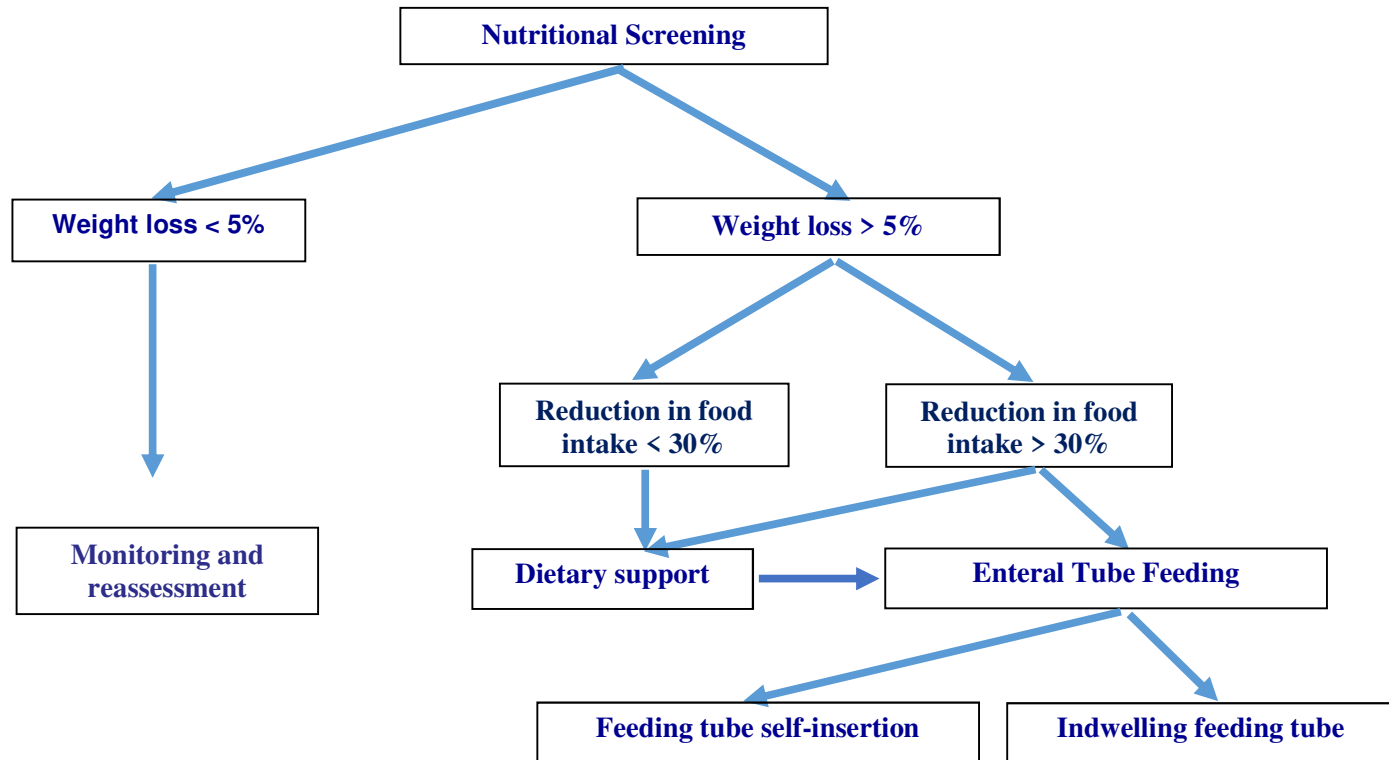 Nutritional Screening
Weight loss < 5%
Weight loss > 5%
Reduction in food
intake < 30%
Reduction in food
intake > 30%
Monitoring and
reassessment
Dietary support
Enteral Tube Feeding
Feeding tube self-insertion
Indwelling feeding tube